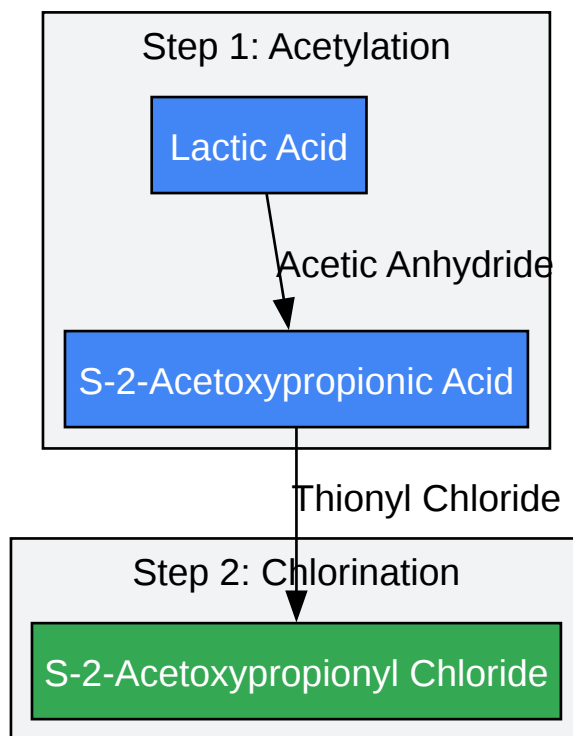 Step 1: Acetylation
Lactic Acid
Acetic Anhydride
S-2-Acetoxypropionic Acid
Thionyl Chloride
Step 2: Chlorination
S-2-Acetoxypropionyl Chloride